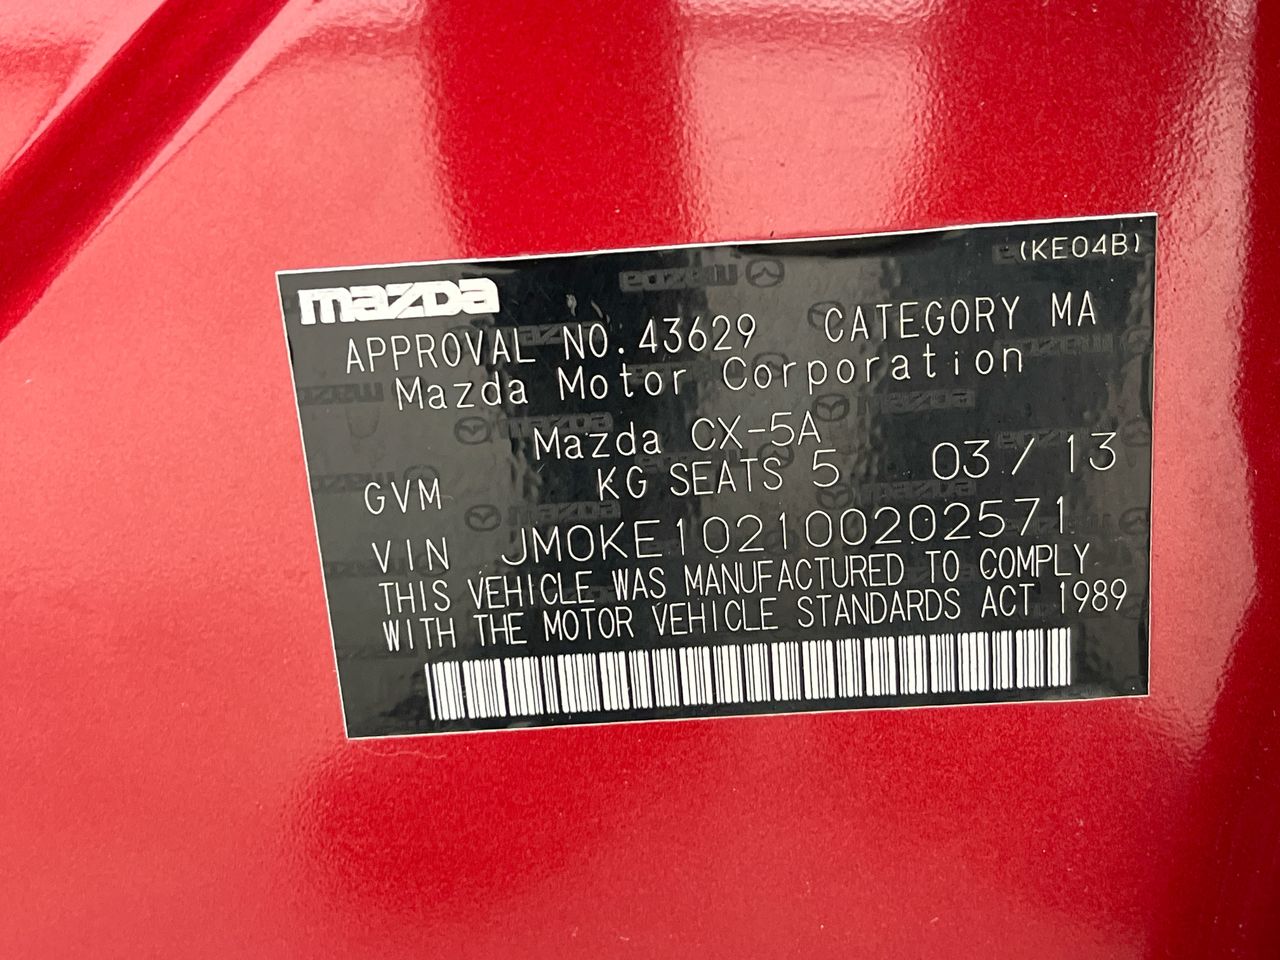 (KE04B)
mazda
APPROVAL NO.43629 CATEGORY MA
Mazda Motor Corporation
Mazda CX-5A
GVM KG SEATS 5 03/13
VIN JM0KE102100202571
THIS VEHICLE WAS MANUFACTURED TO COMPLY
WITH THE MOTOR VEHICLE STANDARDS ACT 1989